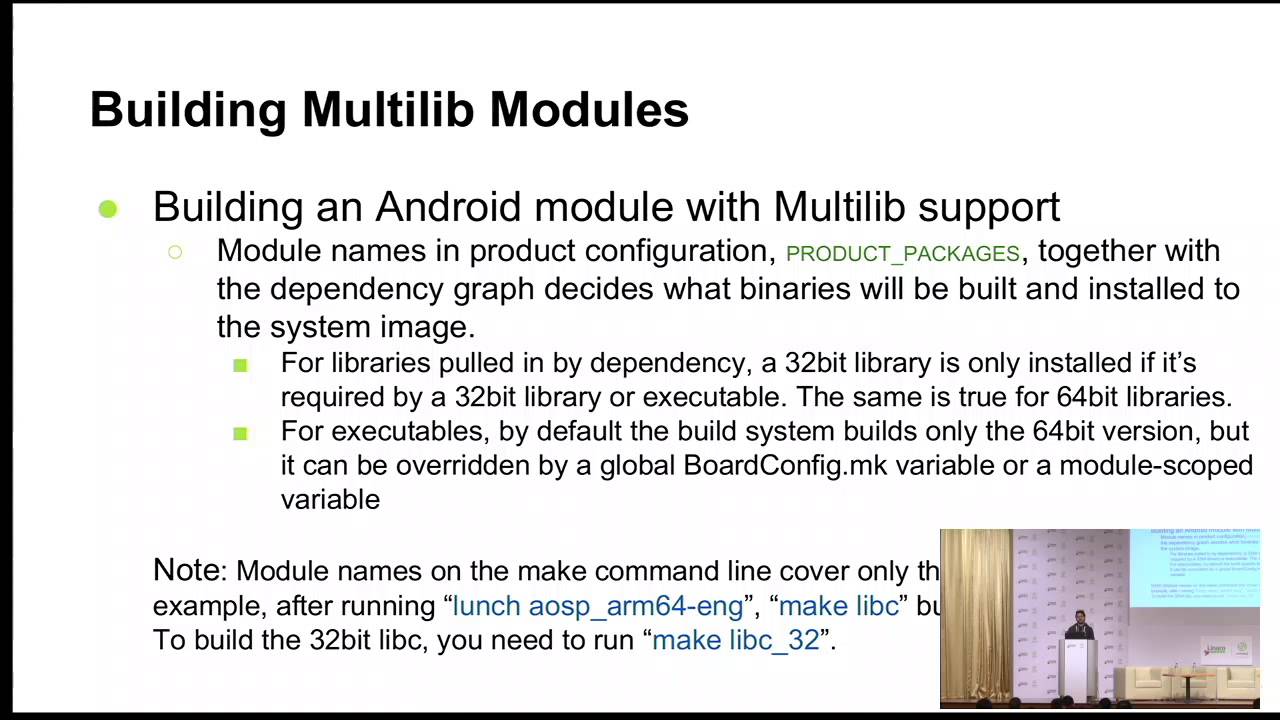 Building Multilib Modules
Building an Android module with Multilib support
Module names in product configuration, PRODUCT_PACKAGES, together with
the dependency graph decides what binaries will be built and installed to
the system image.
For libraries pulled in by dependency, a 32bit library is only installed if it’s
required by a 32bit library or executable. The same is true for 64bit libraries.
For executables, by default the build system builds only the 64bit version, but
it can be overridden by a global BoardConfig.mk variable or a module-scoped
variable
Note: Module names on the make command line cover only
example, after running “lunch aosp_arm64-eng”, “make libc”
To build the 32bit libc, you need to run “make libc_32”.
Linaro